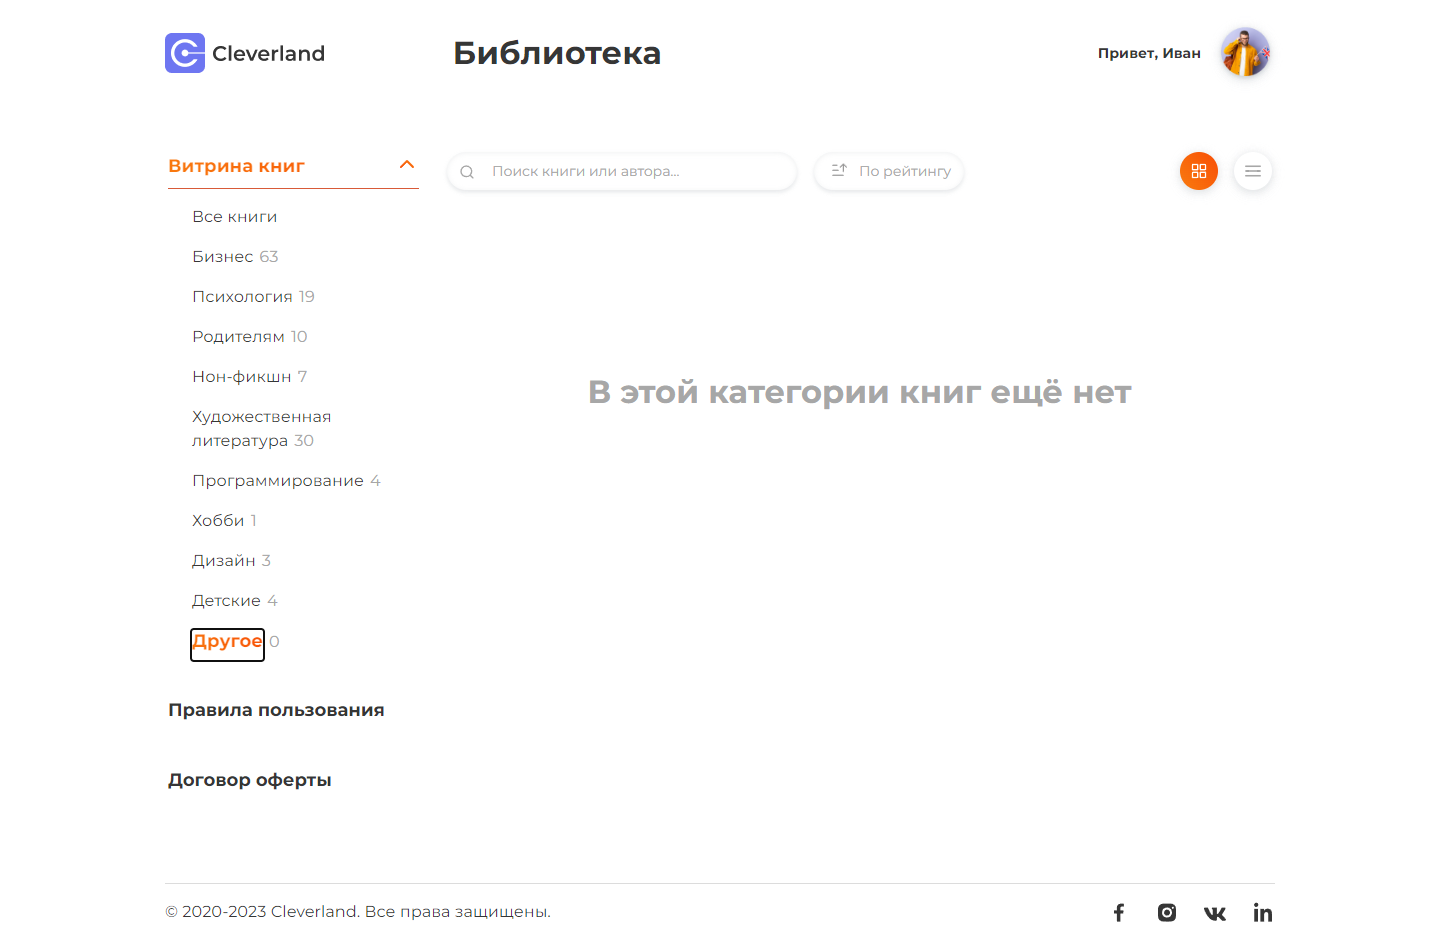 Cleverland
Библиотека
Привет, Иван
Витрина книг
Поиск книги или автора...
По рейтингу
Все книги
Бизнес 63
Психология 19
Родителям 10
Нон-фикшн 7
Художественная
литература 30
Программирование 4
Хобби 1
Дизайн 3
Детские 4
Другое 0
В этой категории книг ещё нет
Правила пользования
Договор оферты
© 2020-2023 Cleverland. Все права защищены.